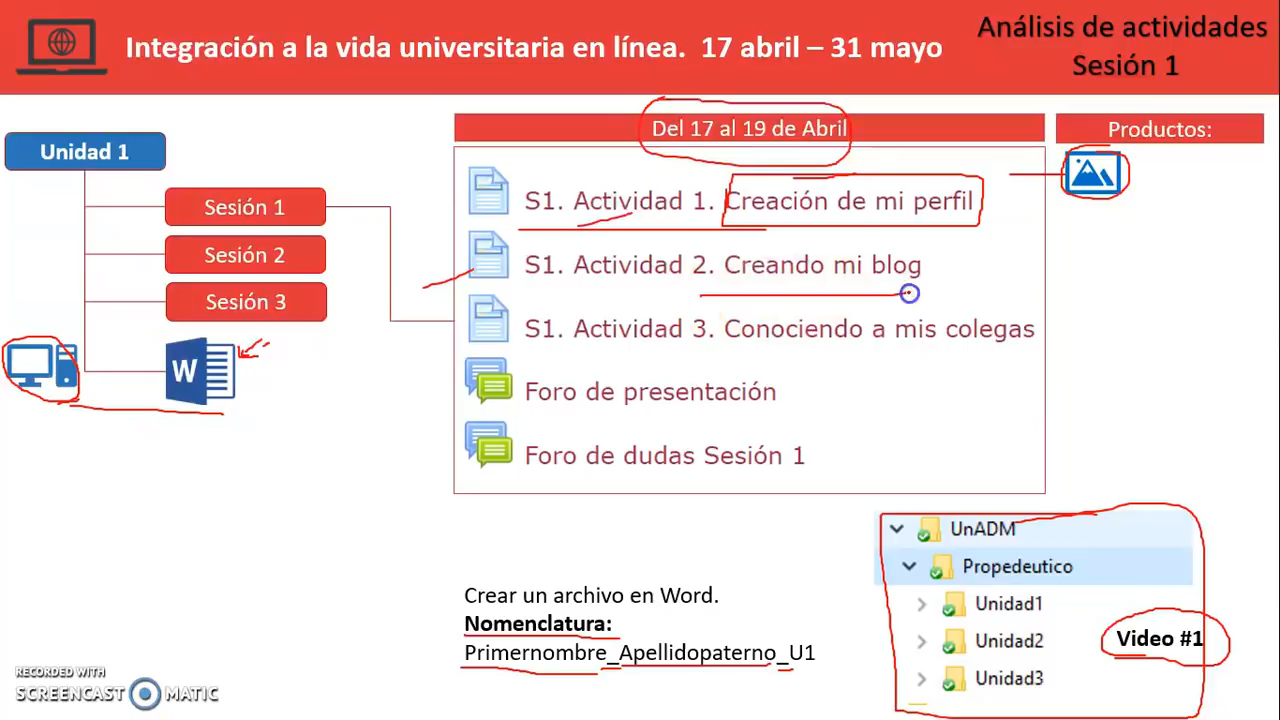 Integración a la vida universitaria en línea. 17 abril – 31 mayo
Análisis de actividades
Sesión 1
Unidad 1
Sesión 1
Sesión 2
Sesión 3
W
Del 17 al 19 de Abril
Productos:
S1. Actividad 1. Creación de mi perfil
S1. Actividad 2. Creando mi blog
S1. Actividad 3. Conociendo a mis colegas
Foro de presentación
Foro de dudas Sesión 1
Crear un archivo en Word.
Nomenclatura:
Primernombre_Apellidopaterno_U1
UnADM
Propedeutico
Unidad1
Unidad2
Unidad3
Video #1
RECORDED WITH
SCREENCAST MATIC